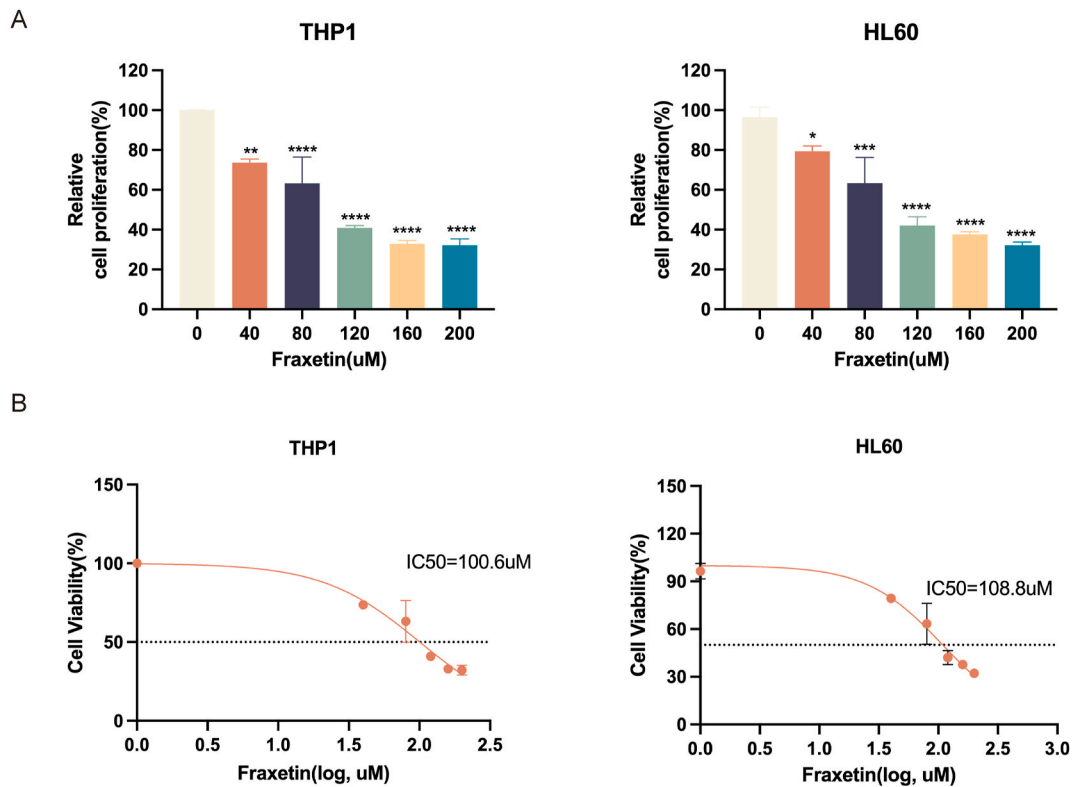 A
THP1
HL60
Relative
cell proliferation(%)
120
100
80
60
40
20
0
** **** **** **** ****
0 40 80 120 160 200
Fraxetin(uM)
Relative
cell proliferation(%)
120
100
80
60
40
20
0
* *** **** **** ****
0 40 80 120 160 200
Fraxetin(uM)
B
THP1
HL60
Cell Viability(%)
150
100
50
0
IC50=100.6uM
0.0 0.5 1.0 1.5 2.0 2.5
Fraxetin(log, uM)
Cell Viability(%)
150
120
90
60
30
0
IC50=108.8uM
0.0 0.5 1.0 1.5 2.0 2.5 3.0
Fraxetin(log, uM)